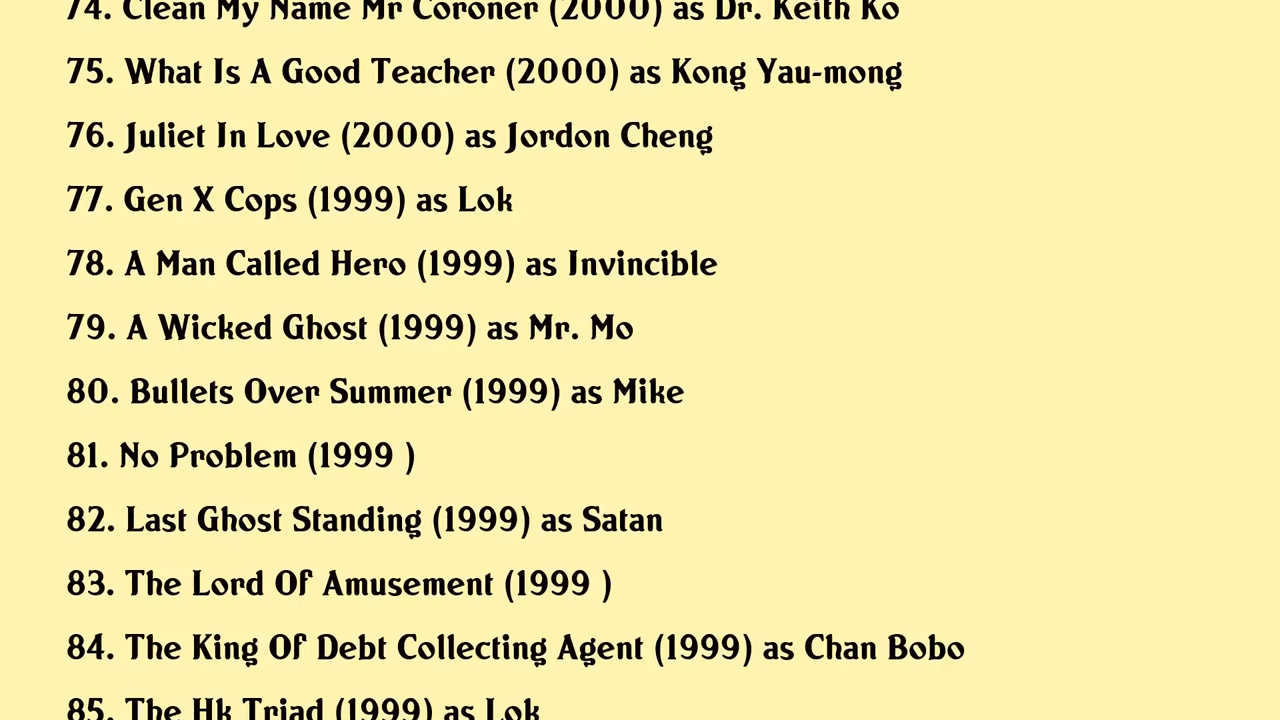 74. Clean My Name Mr Coroner (2000) as Dr. Keith Ko
75. What Is A Good Teacher (2000) as Kong Yau-mong
76. Juliet In Love (2000) as Jordon Cheng
77. Gen X Cops (1999) as Lok
78. A Man Called Hero (1999) as Invincible
79. A Wicked Ghost (1999) as Mr. Mo
80. Bullets Over Summer (1999) as Mike
81. No Problem (1999 )
82. Last Ghost Standing (1999) as Satan
83. The Lord Of Amusement (1999 )
84. The King Of Debt Collecting Agent (1999) as Chan Bobo
85. The Hk Triad (1999) as Lok